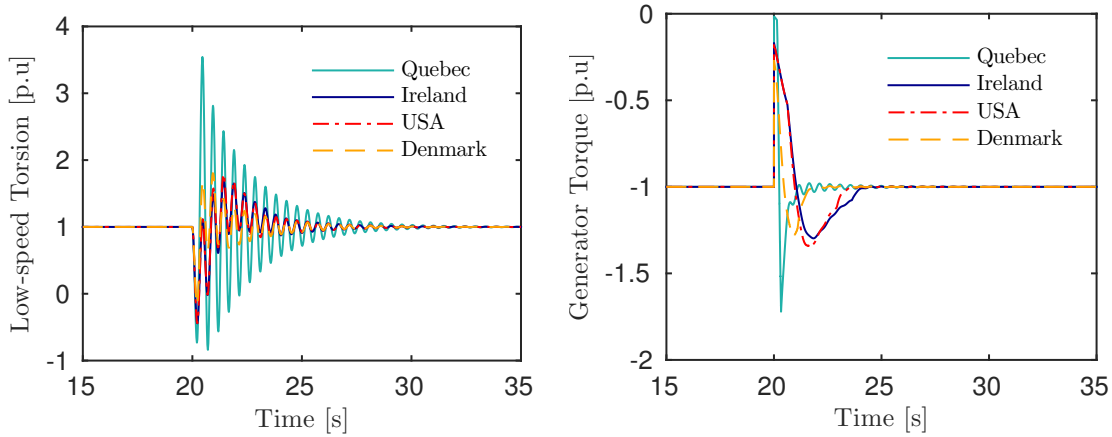 Low-speed Torsion [p.u]
4
3
2
1
0
-1
15
20
25
30
35
Time [s]
Quebec
Ireland
USA
Denmark
Generator Torque [p.u]
0
-0.5
-1
-1.5
-2
15
20
25
30
35
Time [s]
Quebec
Ireland
USA
Denmark